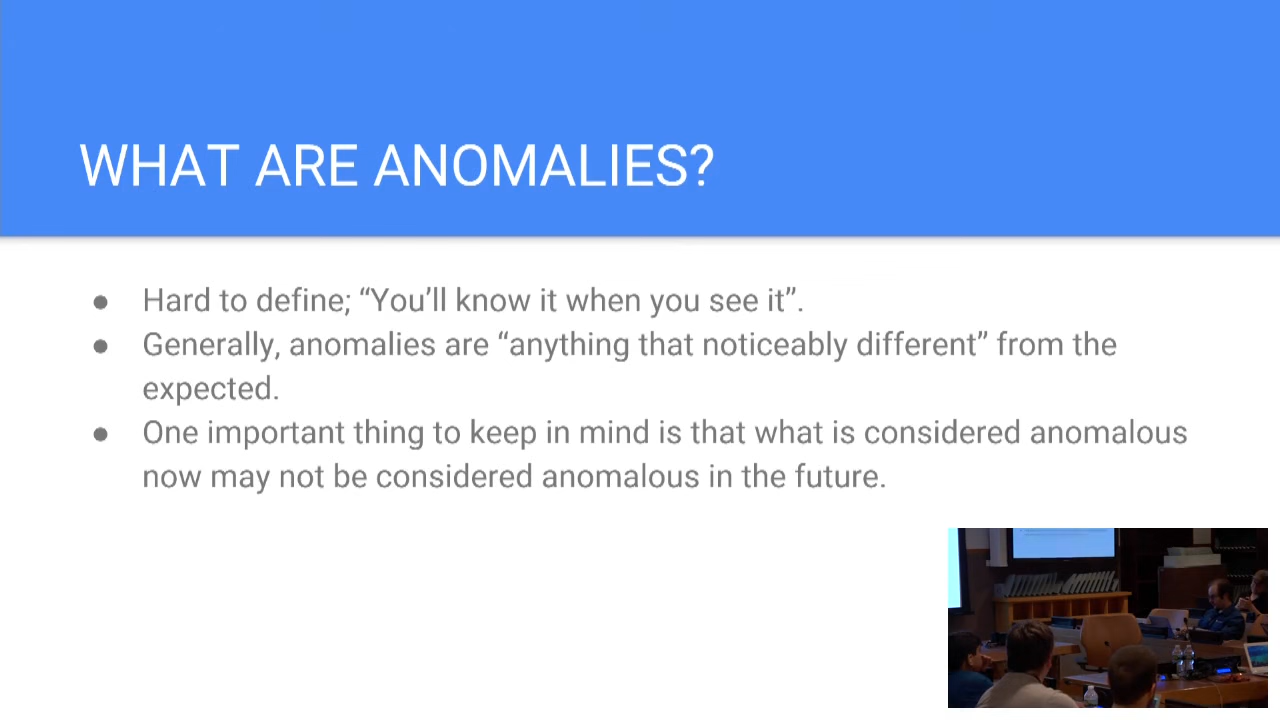 WHAT ARE ANOMALIES?
● Hard to define; “You’ll know it when you see it”.
● Generally, anomalies are “anything that noticeably different” from the
expected.
● One important thing to keep in mind is that what is considered anomalous
now may not be considered anomalous in the future.